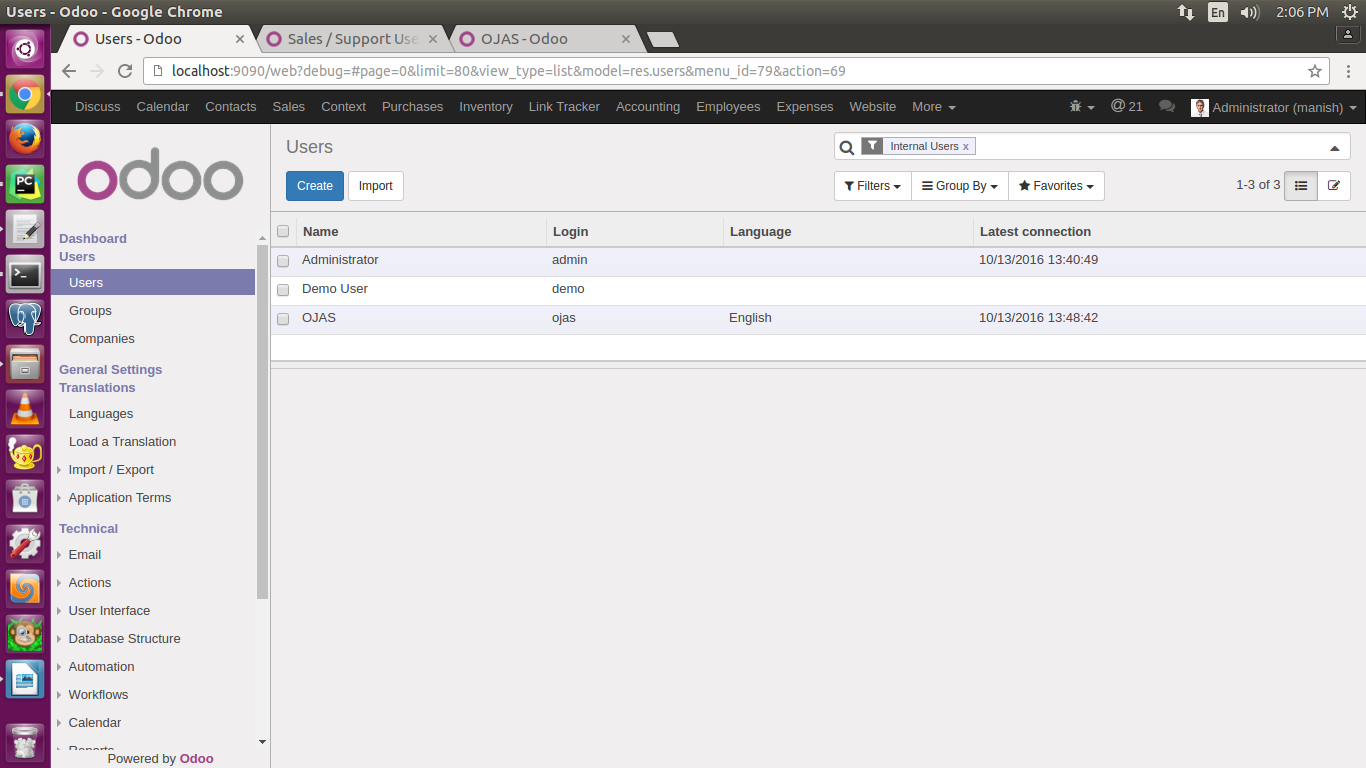 Users - Odoo - Google Chrome
En
2:06 PM
Users - Odoo
Sales / Support Use
OJAS - Odoo
localhost:9090/web?debug=#page=0&limit=80&view_type=list&model=res.users&menu_id=79&action=69
Discuss Calendar Contacts Sales Context Purchases Inventory Link Tracker Accounting Employees Expenses Website More
@ 21
Administrator (manish)
odoo
Dashboard
Users
Users
Groups
Companies
General Settings
Translations
Languages
Load a Translation
Import / Export
Application Terms
Technical
Email
Actions
User Interface
Database Structure
Automation
Workflows
Calendar
Reports
Powered by Odoo
Users
Internal Users x
Create Import
Filters Group By Favorites
1-3 of 3
Name Login Language Latest connection
Administrator admin 10/13/2016 13:40:49
Demo User demo
OJAS ojas English 10/13/2016 13:48:42
PC